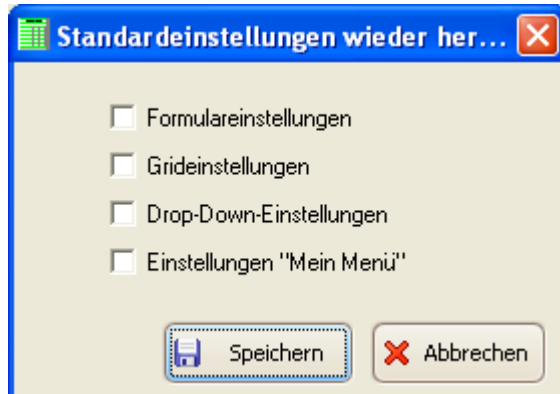 Standardeinstellungen wieder her...
Formulareinstellungen
Grideinstellungen
Drop-Down-Einstellungen
Einstellungen "Mein Menü"
Speichern Abbrechen